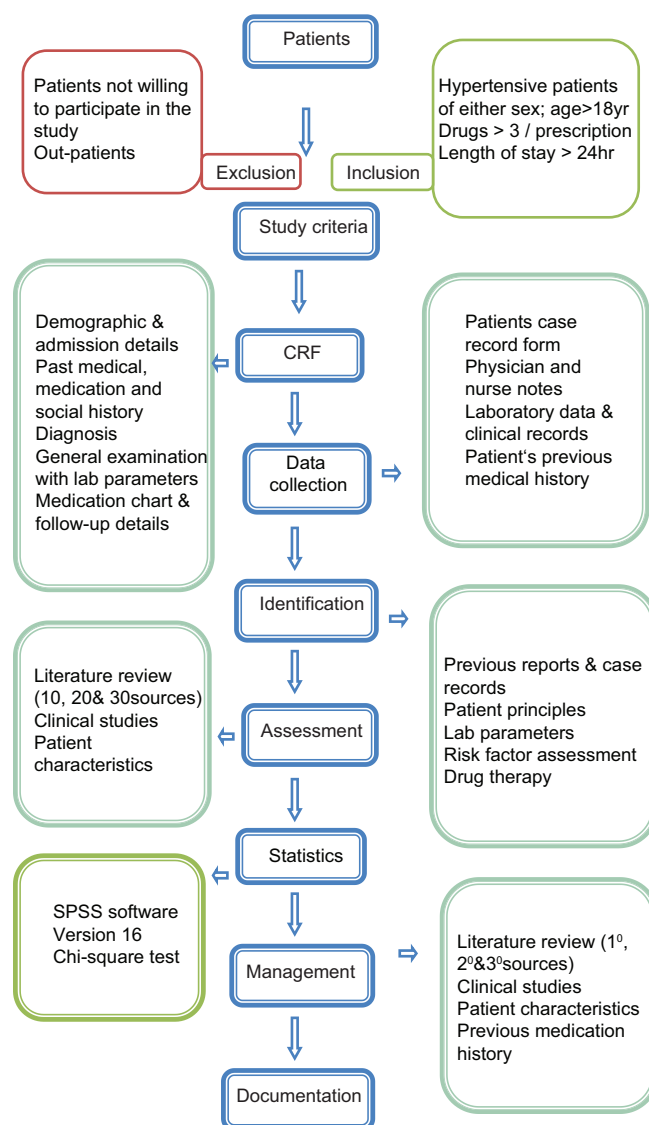 Patients
Patients not willing
to participate in the
study
Out-patients
Exclusion
Hypertensive patients
of either sex; age>18yr
Drugs > 3 / prescription
Length of stay > 24hr
Inclusion
Study criteria
CRF
Demographic &
admission details
Past medical,
medication and
social history
Diagnosis
General examination
with lab parameters
Medication chart &
follow-up details
Data
collection
Patients case
record form
Physician and
nurse notes
Laboratory data &
clinical records
Patient‘s previous
medical history
Identification
Previous reports & case
records
Patient principles
Lab parameters
Risk factor assessment
Drug therapy
Assessment
Literature review
(10, 20& 30sources)
Clinical studies
Patient
characteristics
Statistics
SPSS software
Version 16
Chi-square test
Management
Literature review (1⁰,
2⁰&3⁰sources)
Clinical studies
Patient characteristics
Previous medication
history
Documentation